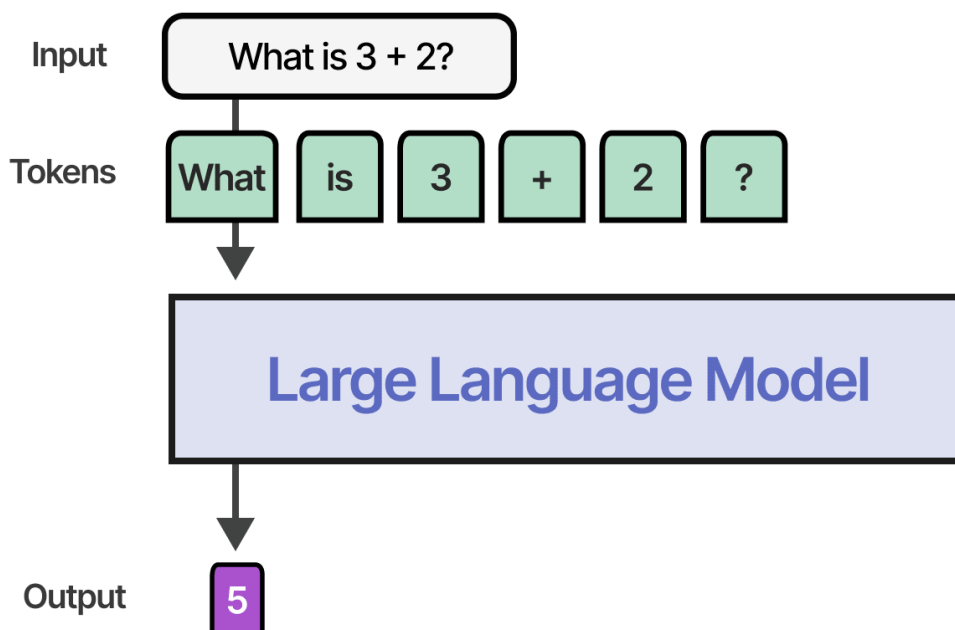 Input
What is 3 + 2?
Tokens
What is 3 + 2 ?
Large Language Model
Output
5